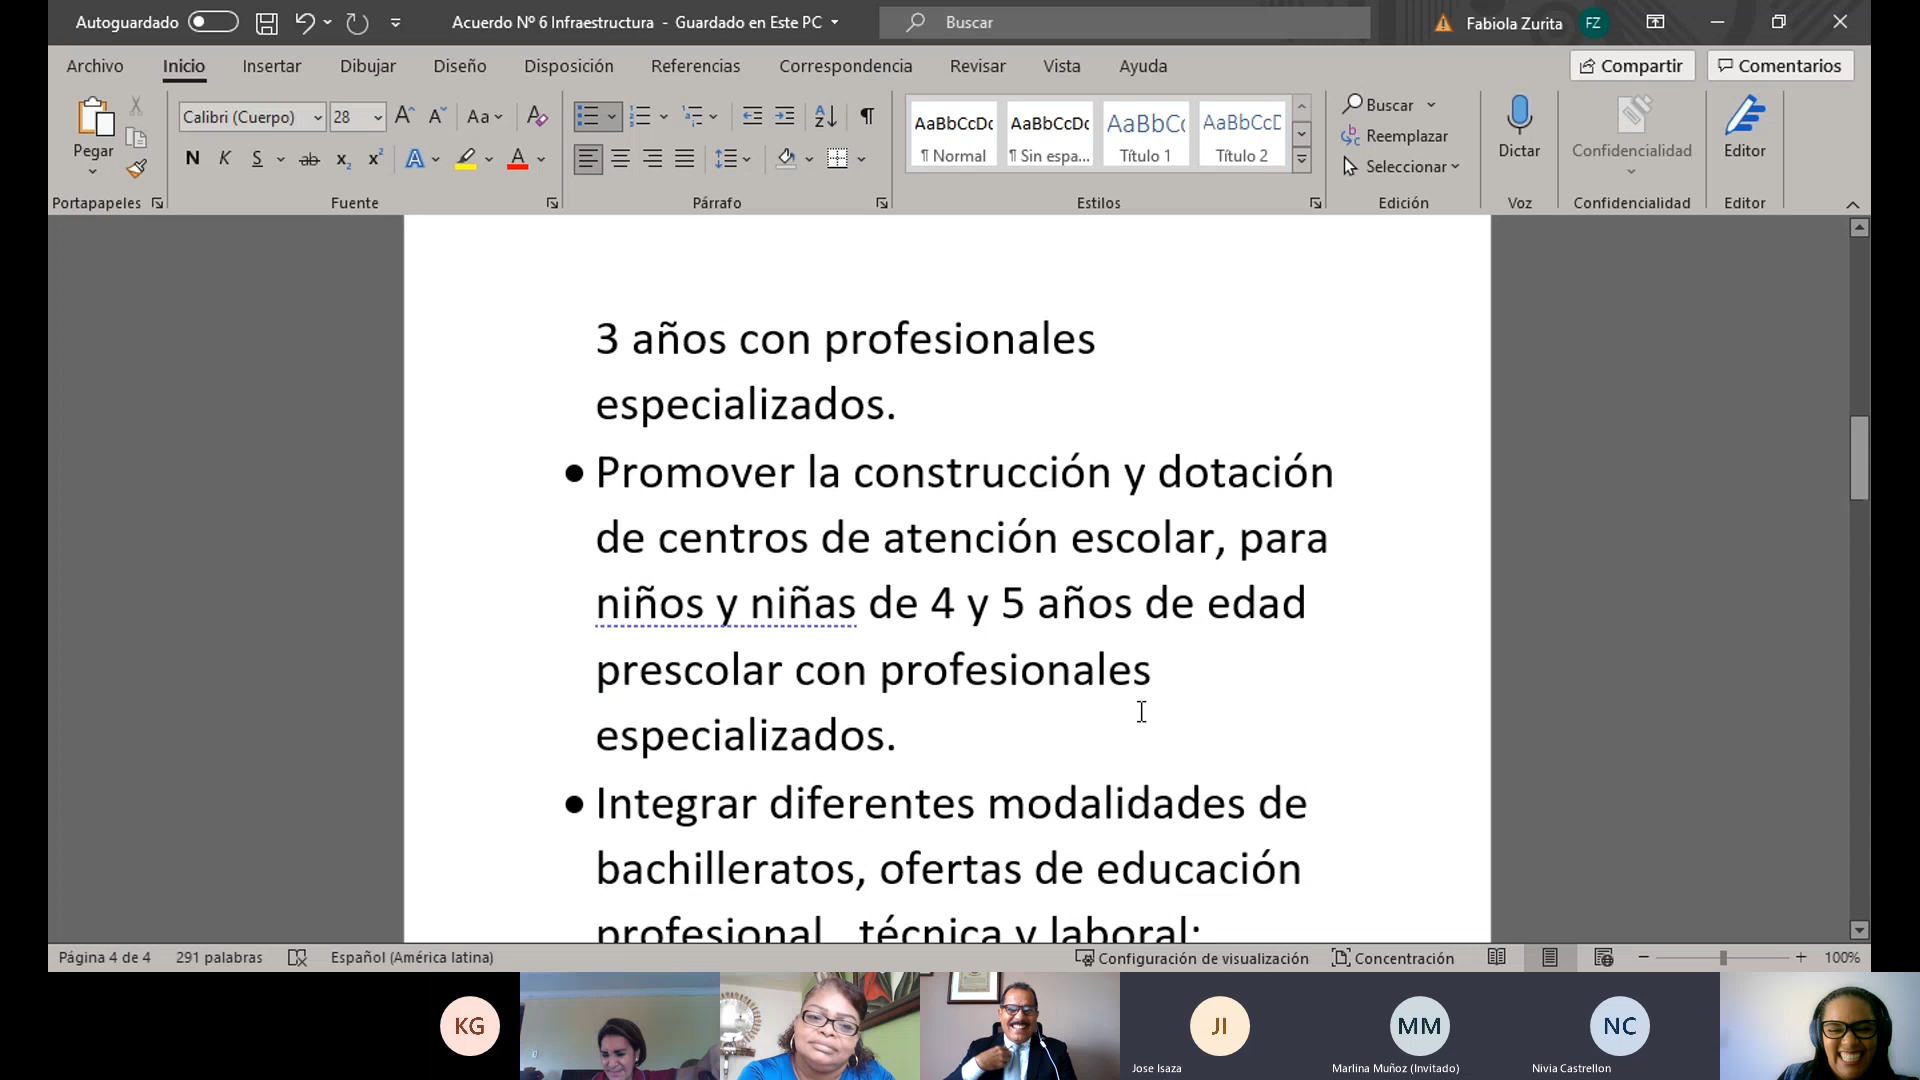 Autoguardado
Acuerdo Nº 6 Infraestructura - Guardado en Este PC
Buscar
Fabiola Zurita
FZ
Archivo
Inicio
Insertar
Dibujar
Diseño
Disposición
Referencias
Correspondencia
Revisar
Vista
Ayuda
Compartir
Comentarios
Pegar
Calibri (Cuerpo)
28
Aa
N K S ab x₂ x² A A
AaBbCcDc
¶ Normal
AaBbCcDc
¶ Sin espa...
AaBbC
Título 1
AaBbCcD
Título 2
Buscar
Reemplazar
Seleccionar
Dictar
Confidencialidad
Editor
Portapapeles
Fuente
Párrafo
Estilos
Edición
Voz
Confidencialidad
Editor
3 años con profesionales
especializados.
• Promover la construcción y dotación
de centros de atención escolar, para
niños y niñas de 4 y 5 años de edad
prescolar con profesionales
especializados.
• Integrar diferentes modalidades de
bachilleratos, ofertas de educación
profesional, técnica y laboral;
Página 4 de 4
291 palabras
Español (América latina)
Configuración de visualización
Concentración
100%
KG
JI
Jose Isaza
MM
Marlina Muñoz (Invitado)
NC
Nivia Castrellon